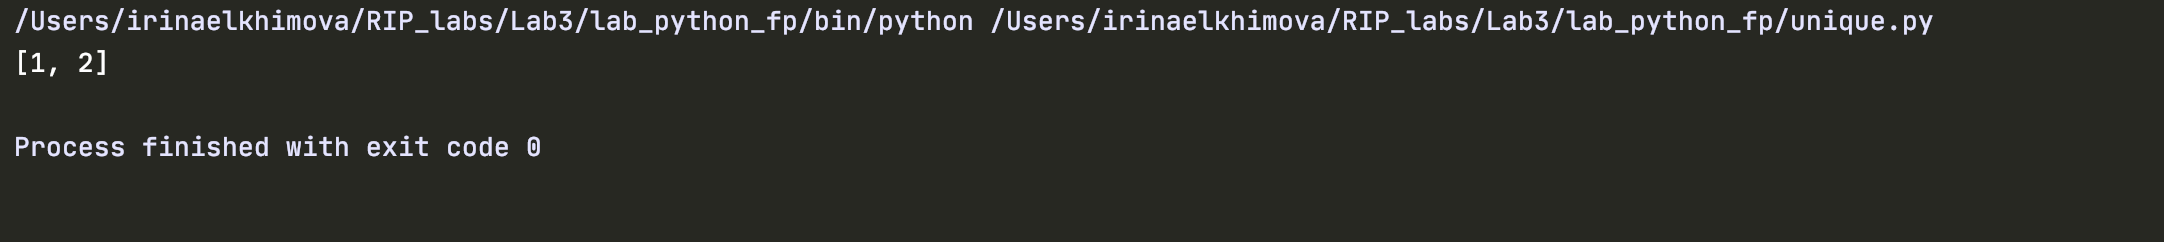 /Users/irinaelkhimova/RIP_labs/Lab3/lab_python_fp/bin/python /Users/irinaelkhimova/RIP_labs/Lab3/lab_python_fp/unique.py
[1, 2]
Process finished with exit code 0